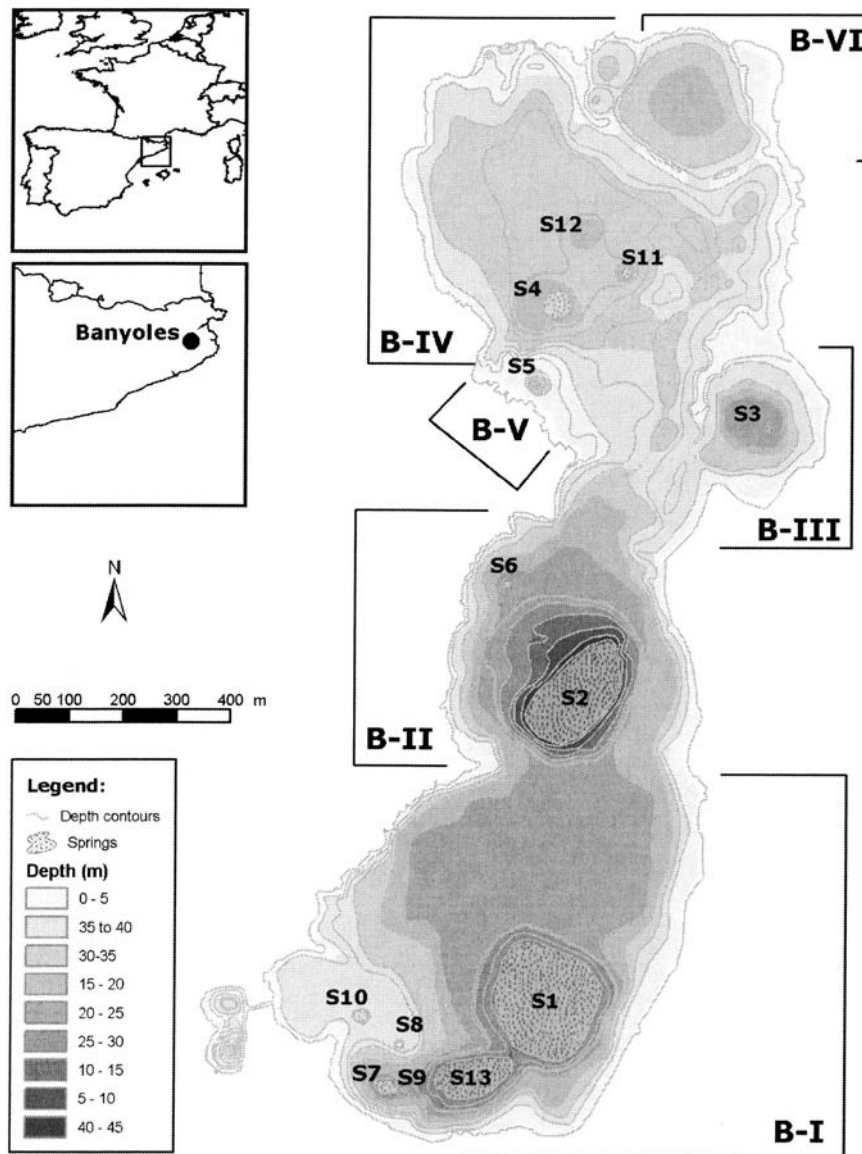 Banyoles
N
0 50 100 200 300 400 m
Legend:
Depth contours
Springs
Depth (m)
0 - 5
35 to 40
30-35
15 - 20
20 - 25
25 - 30
10 - 15
5 - 10
40 - 45
B-VI
S12
S11
S4
B-IV
S5
S3
B-V
B-III
S6
S2
B-II
S10
S1
S8
S7
S9
S13
B-I